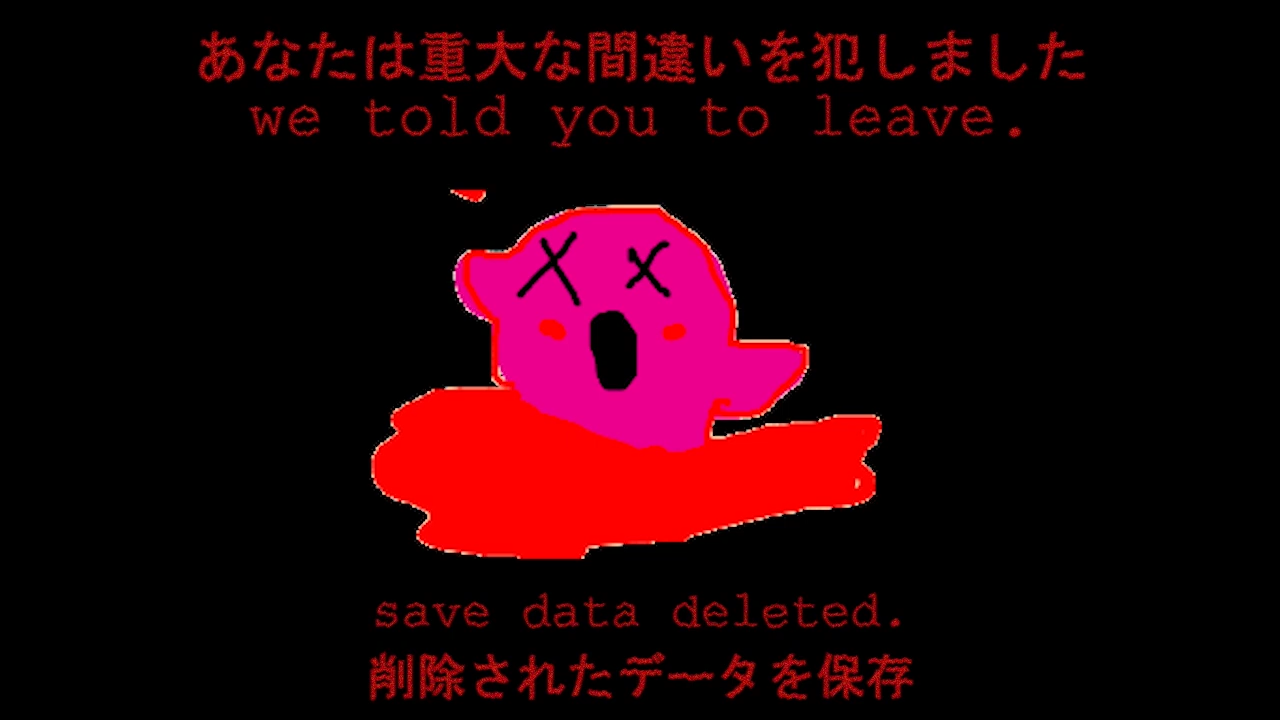 あなたは重大な間違いを犯しました
we told you to leave.
save data deleted.
削除されたデータを保存